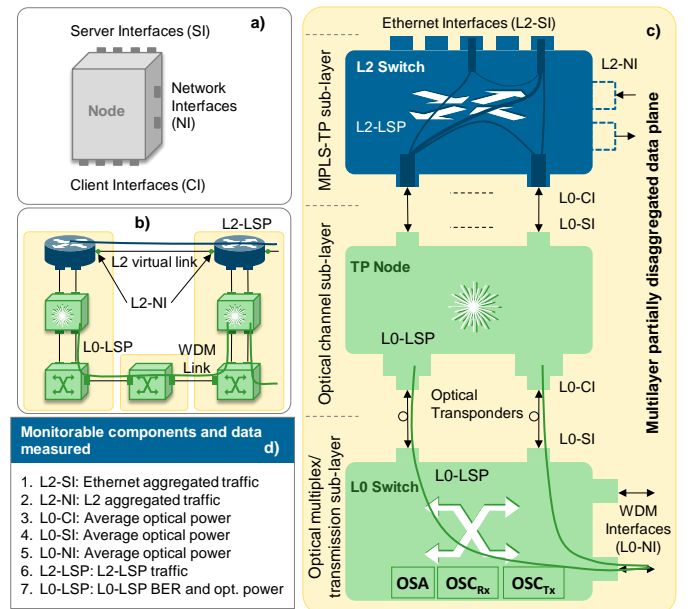 Server Interfaces (SI)
a)
Node
Network
Interfaces
(NI)
Client Interfaces (CI)
b)
L2-LSP
L2 virtual link
L2-NI
L0-LSP
WDM
Link
Monitorable components and data
measured
d)
1. L2-SI: Ethernet aggregated traffic
2. L2-NI: L2 aggregated traffic
3. L0-CI: Average optical power
4. L0-SI: Average optical power
5. L0-NI: Average optical power
6. L2-LSP: L2-LSP traffic
7. L0-LSP: L0-LSP BER and opt. power
Ethernet Interfaces (L2-SI)
c)
MPLS-TP sub-layer
L2 Switch
L2-NI
L2-LSP
L0-CI
L0-SI
Optical channel sub-layer
TP Node
L0-LSP
L0-CI
Optical
Transponders
L0-SI
Optical multiplex/
transmission sub-layer
L0-LSP
L0 Switch
WDM
Interfaces
(L0-NI)
OSA
OSCRx
OSCTx
Multilayer partially disaggregated data plane